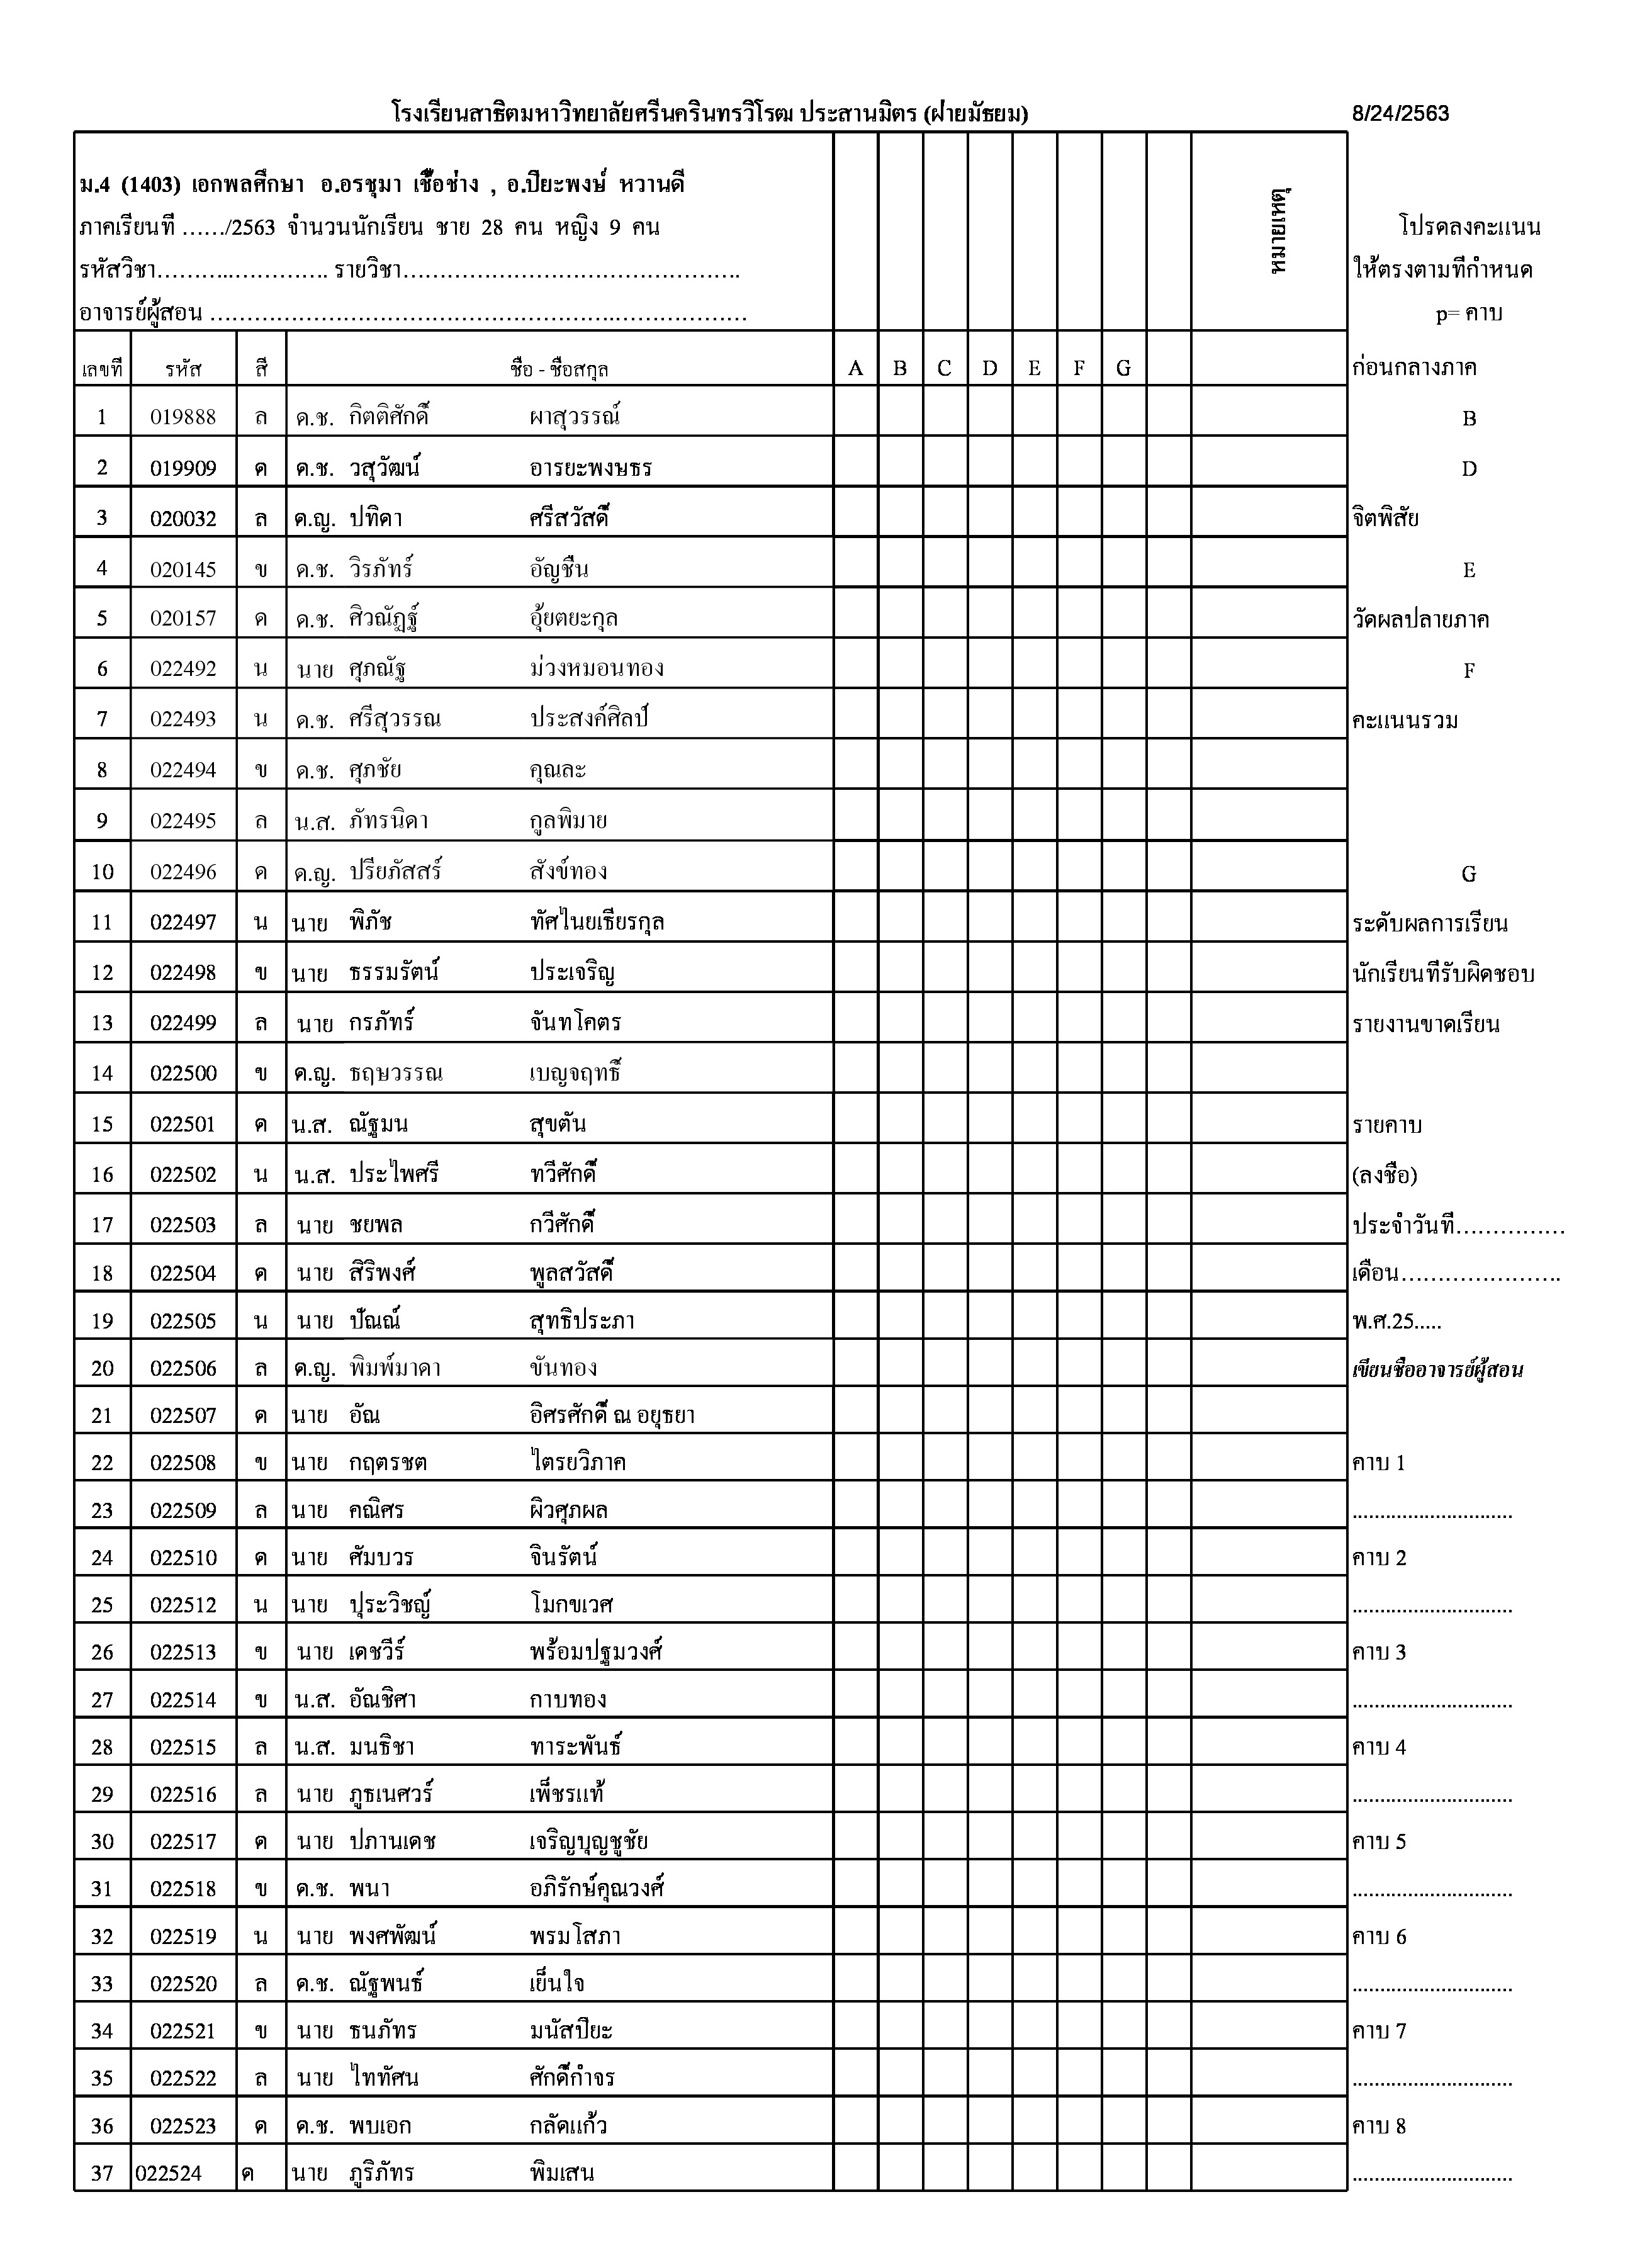 โรงเรียนสาธิตมหาวิทยาลัยศรีนครินทรวิโรฒ ประสานมิตร (ฝ่ายมัธยม) 8/24/2563
ม.4 (1403) เอกพลศึกษา อ.อรชุมา เชื้อช่าง , อ.ปิยะพงษ์ หวานดี
ภาคเรียนที่ ....../2563 จำนวนนักเรียน ชาย 28 คน หญิง 9 คน โปรดลงคะแนน
รหัสวิชา....................... รายวิชา.............................................. ให้ตรงตามที่กำหนด
อาจารย์ผู้สอน ......................................................................... p= คาบ
หมายเหตุ
เลขที่ รหัส สี ชื่อ - ชื่อสกุล A B C D E F G ก่อนกลางภาค
1 019888 ล ด.ช. กิตติศักดิ์ ผาสุวรรณ์ B
2 019909 ค ด.ช. วสุวัฒน์ อารยะพงษธร D
3 020032 ล ด.ญ. ปทิดา ศรีสวัสดิ์ จิตพิสัย
4 020145 ข ด.ช. วิรภัทร์ อัญชื่น E
5 020157 ค ด.ช. ศิวณัฏฐ์ อุ้ยตยะกุล วัดผลปลายภาค
6 022492 น นาย ศุภณัฐ ม่วงหมอนทอง F
7 022493 น ด.ช. ศรีสุวรรณ ประสงค์ศิลป์ คะแนนรวม
8 022494 ข ด.ช. ศุภชัย คุณละ
9 022495 ล น.ส. ภัทรนิดา กูลพิมาย
10 022496 ค ด.ญ. ปรียภัสสร์ สังข์ทอง G
11 022497 น นาย พิภัช ทัศไนยเธียรกุล ระดับผลการเรียน
12 022498 ข นาย ธรรมรัตน์ ประเจริญ นักเรียนที่รับผิดชอบ
13 022499 ล นาย กรภัทร์ จันทโคตร รายงานขาดเรียน
14 022500 ข ด.ญ. ธฤษวรรณ เบญจฤทธิ์
15 022501 ค น.ส. ณัฐมน สุขตัน รายคาบ
16 022502 น น.ส. ประไพศรี ทวีศักดิ์ (ลงชื่อ)
17 022503 ล นาย ชยพล กวีศักดิ์ ประจำวันที่...............
18 022504 ค นาย สิริพงศ์ พูลสวัสดิ์ เดือน......................
19 022505 น นาย ปัณณ์ สุทธิประภา พ.ศ.25.....
20 022506 ล ด.ญ. พิมพ์มาดา ขันทอง เขียนชื่ออาจารย์ผู้สอน
21 022507 ค นาย อัณ อิศรศักดิ์ ณ อยุธยา
22 022508 ข นาย กฤตรชต ไตรยวิภาค คาบ 1
23 022509 ล นาย คณิศร ผิวศุภผล .............................
24 022510 ค นาย ศัมบวร จินรัตน์ คาบ 2
25 022512 น นาย ปุระวิชญ์ โมกขเวศ .............................
26 022513 ข นาย เดชวีร์ พร้อมปฐมวงศ์ คาบ 3
27 022514 ข น.ส. อัณชิศา กาบทอง .............................
28 022515 ล น.ส. มนธิชา ทาระพันธ์ คาบ 4
29 022516 ล นาย ภูธเนศวร์ เพ็ชรแท้ .............................
30 022517 ค นาย ปภานเดช เจริญบุญชูชัย คาบ 5
31 022518 ข ด.ช. พนา อภิรักษ์คุณวงศ์ .............................
32 022519 น นาย พงศพัฒน์ พรมโสภา คาบ 6
33 022520 ล ด.ช. ณัฐพนธ์ เย็นใจ .............................
34 022521 ข นาย ธนภัทร มนัสปิยะ คาบ 7
35 022522 ล นาย ไททัศน ศักดิ์กำจร .............................
36 022523 ค ด.ช. พบเอก กลัดแก้ว คาบ 8
37 022524 ค นาย ภูริภัทร พิมเสน .............................